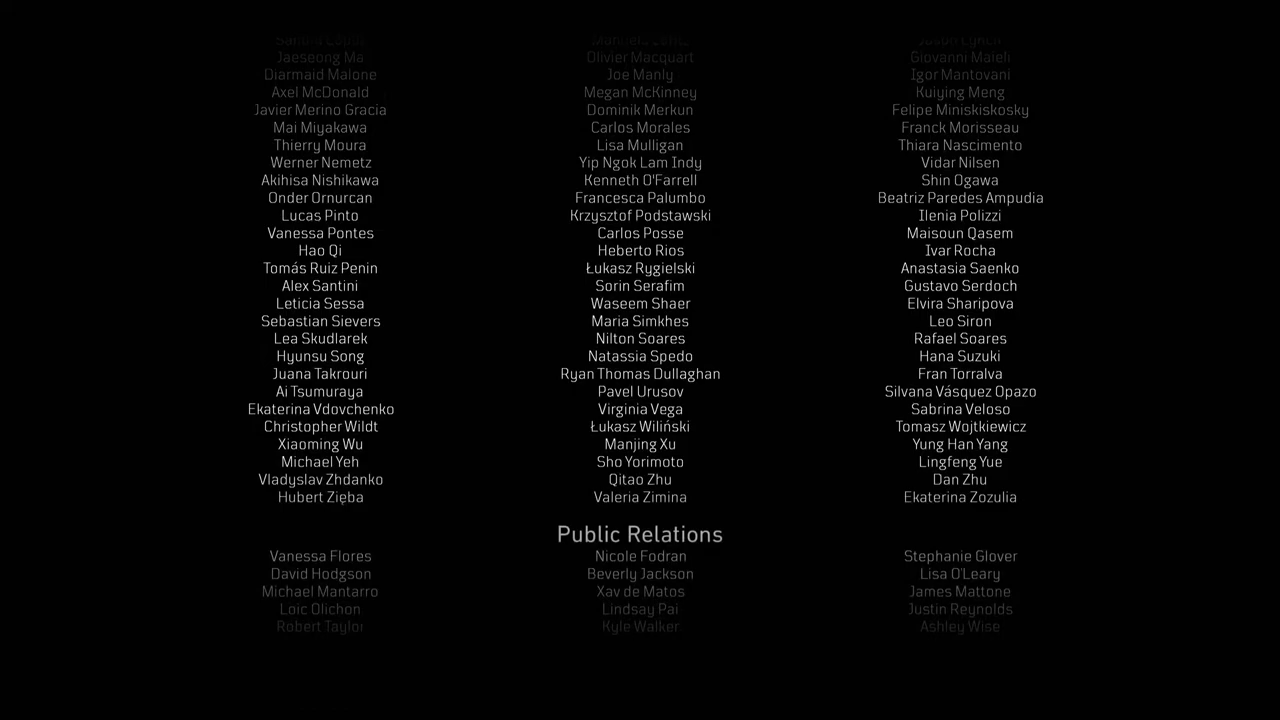 Jaeseong Ma Olivier Macquart Giovanni Maieli
Diarmaid Malone Joe Manly Igor Mantovani
Axel McDonald Megan McKinney Kuiying Meng
Javier Merino Gracia Dominik Merkun Felipe Miniskiskosky
Mai Miyakawa Carlos Morales Franck Morisseau
Thierry Moura Lisa Mulligan Thiara Nascimento
Werner Nemetz Yip Ngok Lam Indy Vidar Nilsen
Akihisa Nishikawa Kenneth O'Farrell Shin Ogawa
Onder Ornurcan Francesca Palumbo Beatriz Paredes Ampudia
Lucas Pinto Krzysztof Podstawski Ilenia Polizzi
Vanessa Pontes Carlos Posse Maisoun Qasem
Hao Qi Heberto Rios Ivar Rocha
Tomás Ruiz Penin Łukasz Rygielski Anastasia Saenko
Alex Santini Sorin Serafim Gustavo Serdoch
Leticia Sessa Waseem Shaer Elvira Sharipova
Sebastian Sievers Maria Simkhes Leo Siron
Lea Skudlarek Nilton Soares Rafael Soares
Hyunsu Song Natassia Spedo Hana Suzuki
Juana Takrouri Ryan Thomas Dullaghan Fran Torralva
Ai Tsumuraya Pavel Urusov Silvana Vásquez Opazo
Ekaterina Vdovchenko Virginia Vega Sabrina Veloso
Christopher Wildt Łukasz Wiliński Tomasz Wojtkiewicz
Xiaoming Wu Manjing Xu Yung Han Yang
Michael Yeh Sho Yorimoto Lingfeng Yue
Vladyslav Zhdanko Qitao Zhu Dan Zhu
Hubert Zięba Valeria Zimina Ekaterina Zozulia
Public Relations
Vanessa Flores Nicole Fodran Stephanie Glover
David Hodgson Beverly Jackson Lisa O'Leary
Michael Mantarro Xav de Matos James Mattone
Loic Olichon Lindsay Pai Justin Reynolds
Robert Taylor Kyle Walker Ashley Wise